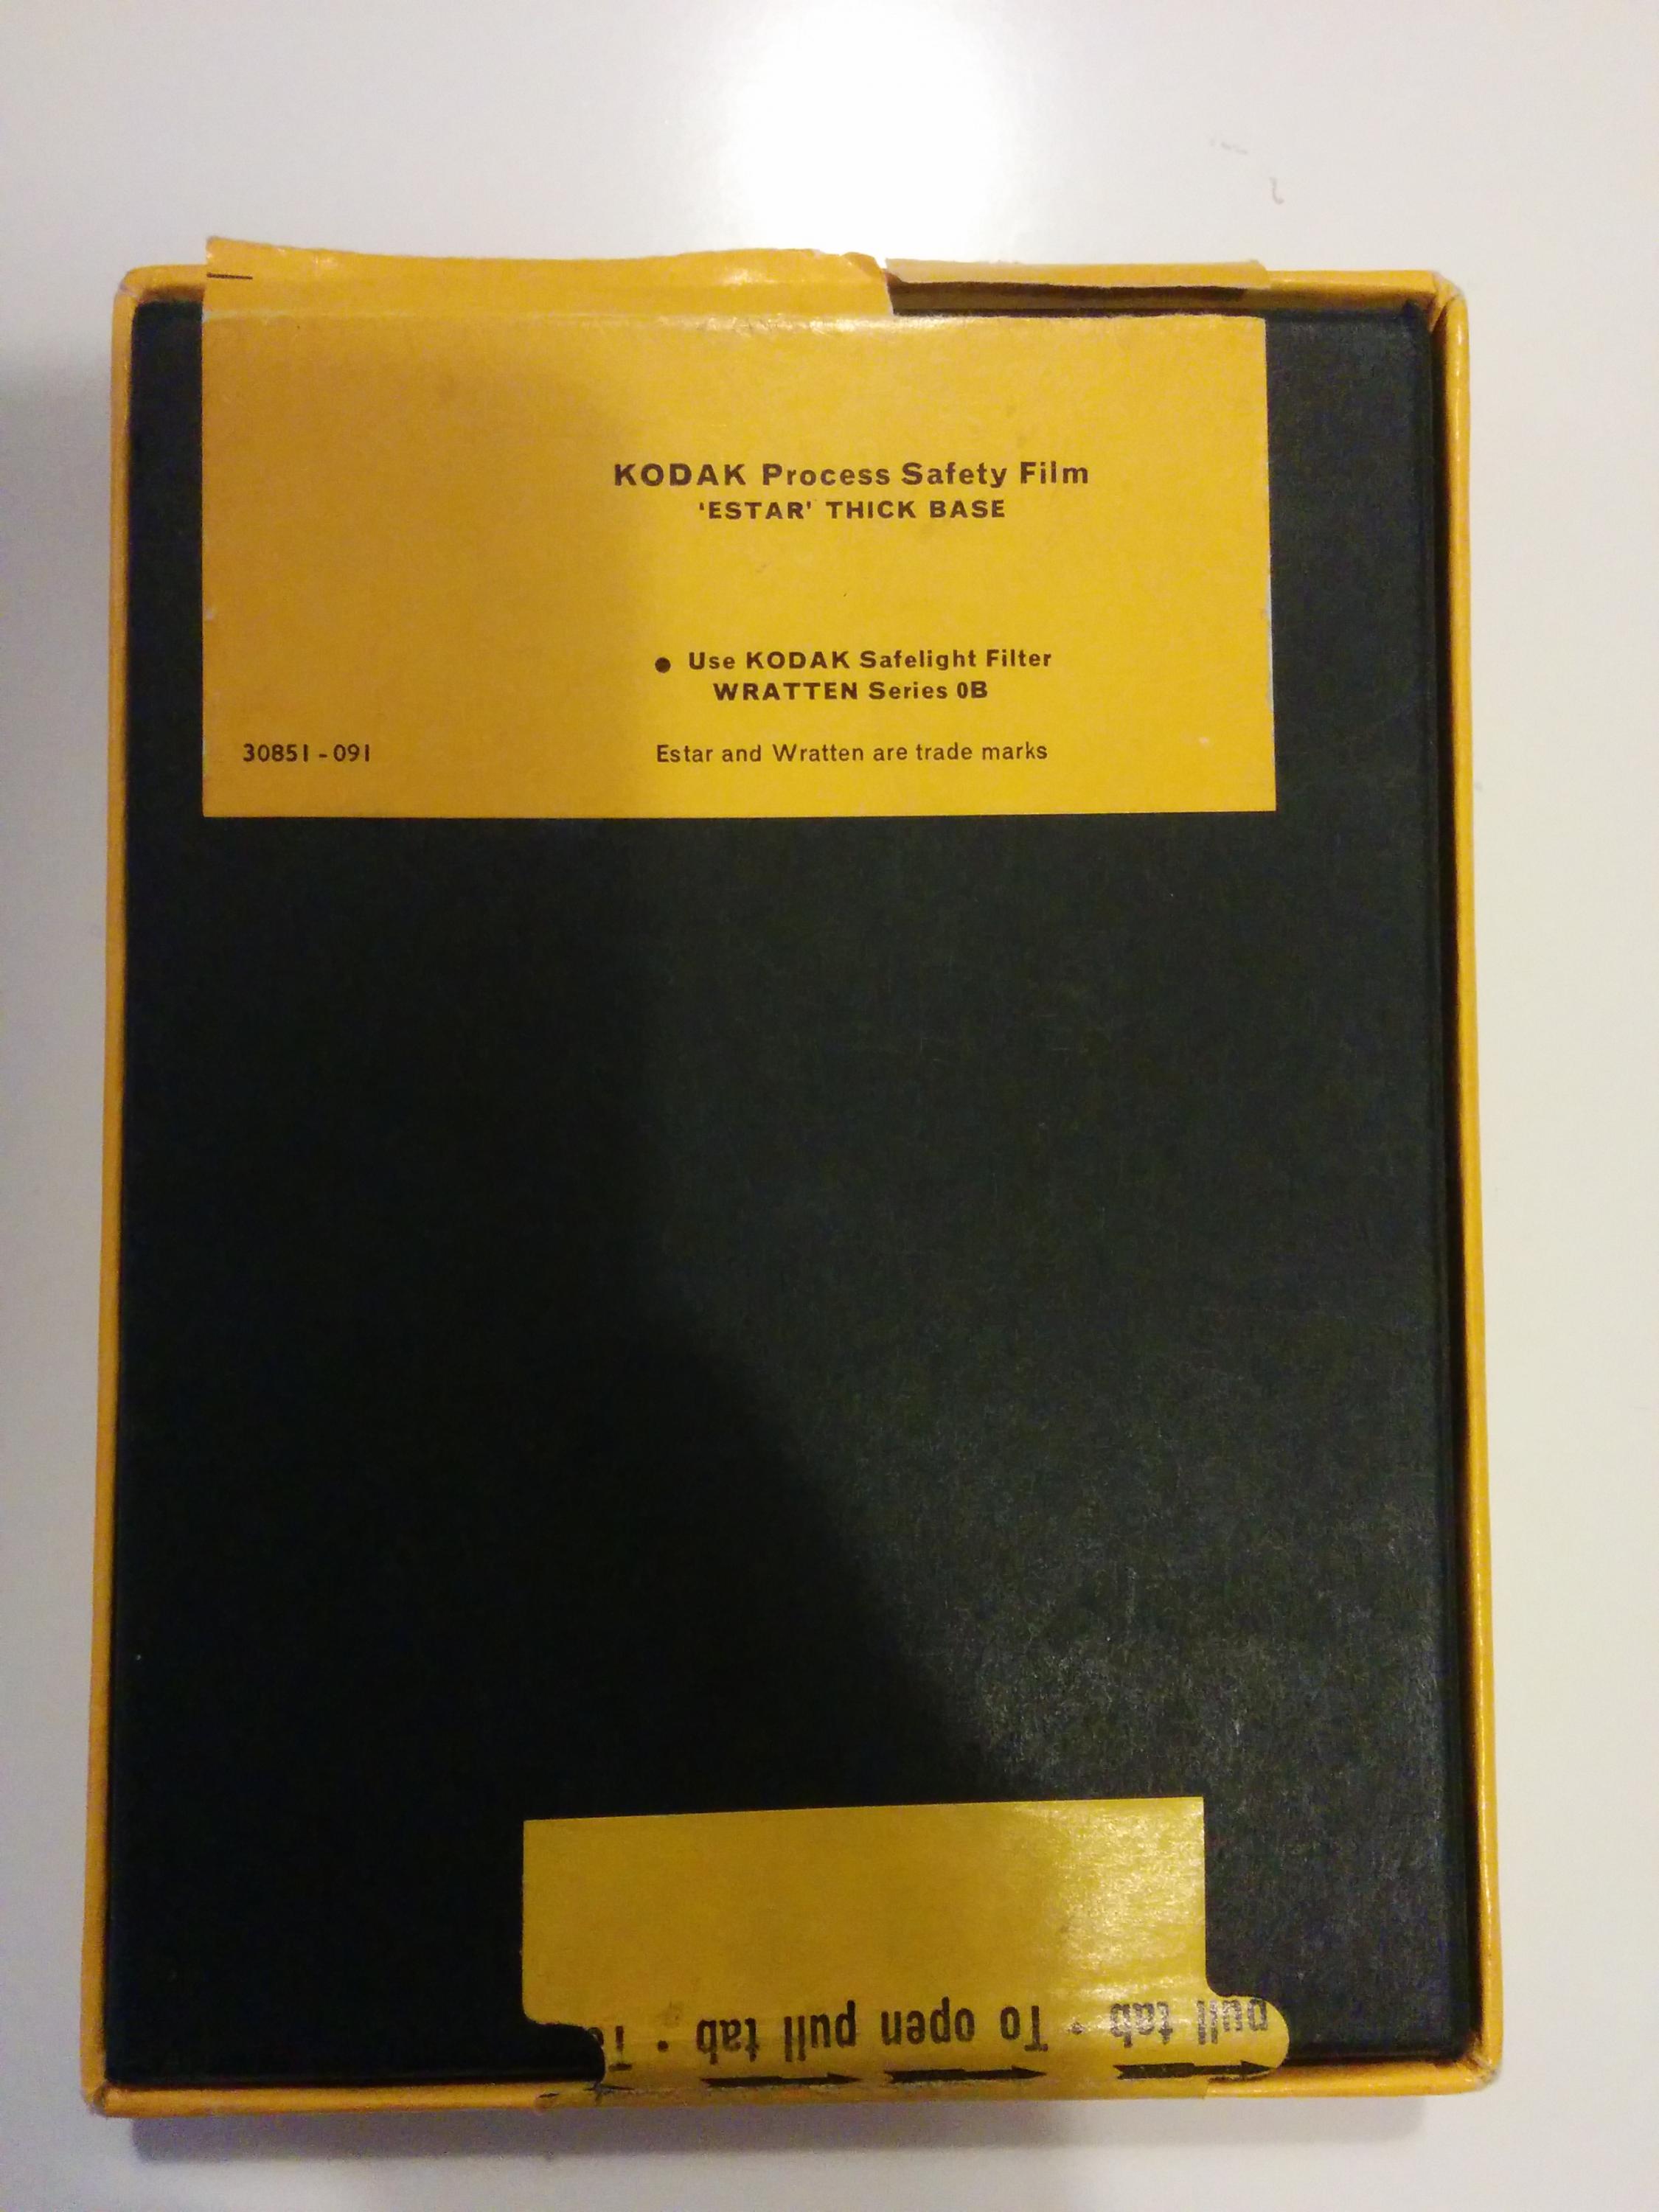 KODAK Process Safety Film
'ESTAR' THICK BASE
● Use KODAK Safelight Filter
WRATTEN Series 0B
30851-091
Estar and Wratten are trade marks
pull tab · To open pull tab ·